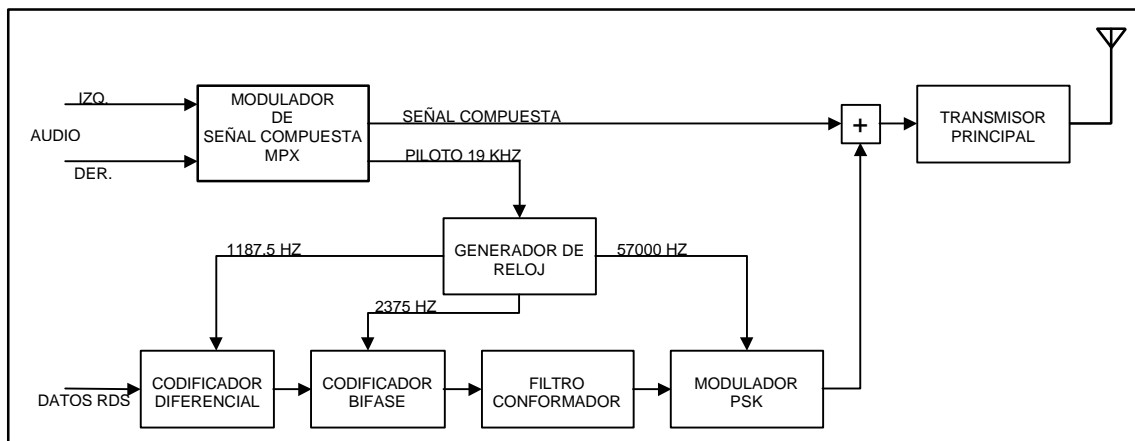 IZQ.
AUDIO
DER.
MODULADOR
DE
SEÑAL COMPUESTA
MPX
SEÑAL COMPUESTA
PILOTO 19 KHZ
+
TRANSMISOR
PRINCIPAL
1187.5 HZ
GENERADOR DE
RELOJ
57000 HZ
2375 HZ
DATOS RDS
CODIFICADOR
DIFERENCIAL
CODIFICADOR
BIFASE
FILTRO
CONFORMADOR
MODULADOR
PSK